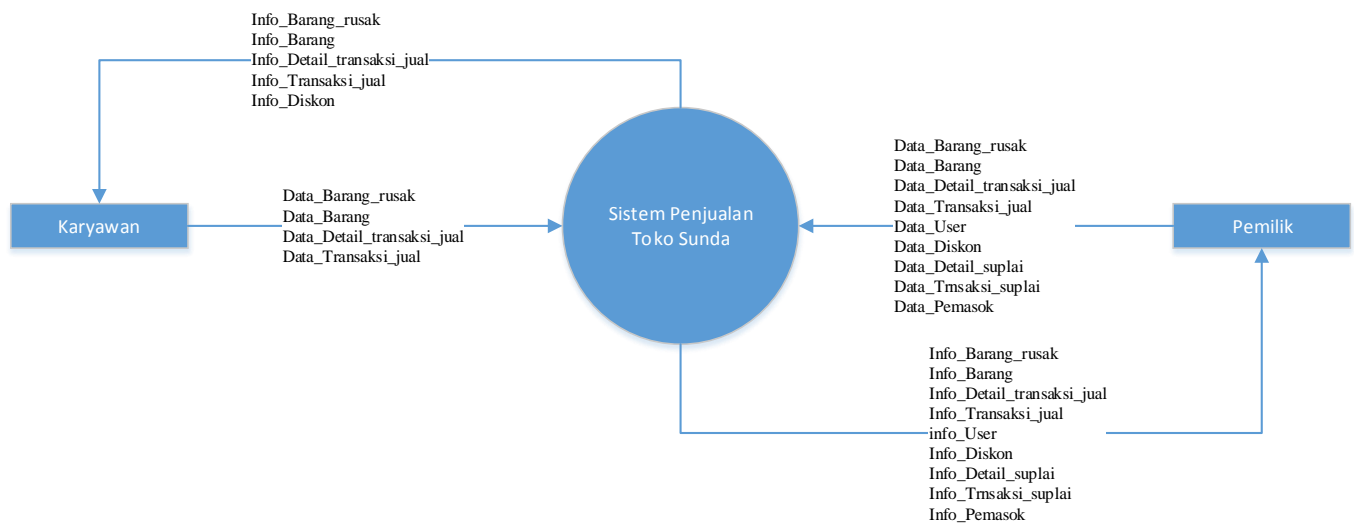 Info_Barang_rusak
Info_Barang
Info_Detail_transaksi_jual
Info_Transaksi_jual
Info_Diskon
Karyawan
Data_Barang_rusak
Data_Barang
Data_Detail_transaksi_jual
Data_Transaksi_jual
Sistem Penjualan
Toko Sunda
Data_Barang_rusak
Data_Barang
Data_Detail_transaksi_jual
Data_Transaksi_jual
Data_User
Data_Diskon
Data_Detail_suplai
Data_Trnsaksi_suplai
Data_Pemasok
Pemilik
Info_Barang_rusak
Info_Barang
Info_Detail_transaksi_jual
Info_Transaksi_jual
info_User
Info_Diskon
Info_Detail_suplai
Info_Trnsaksi_suplai
Info_Pemasok